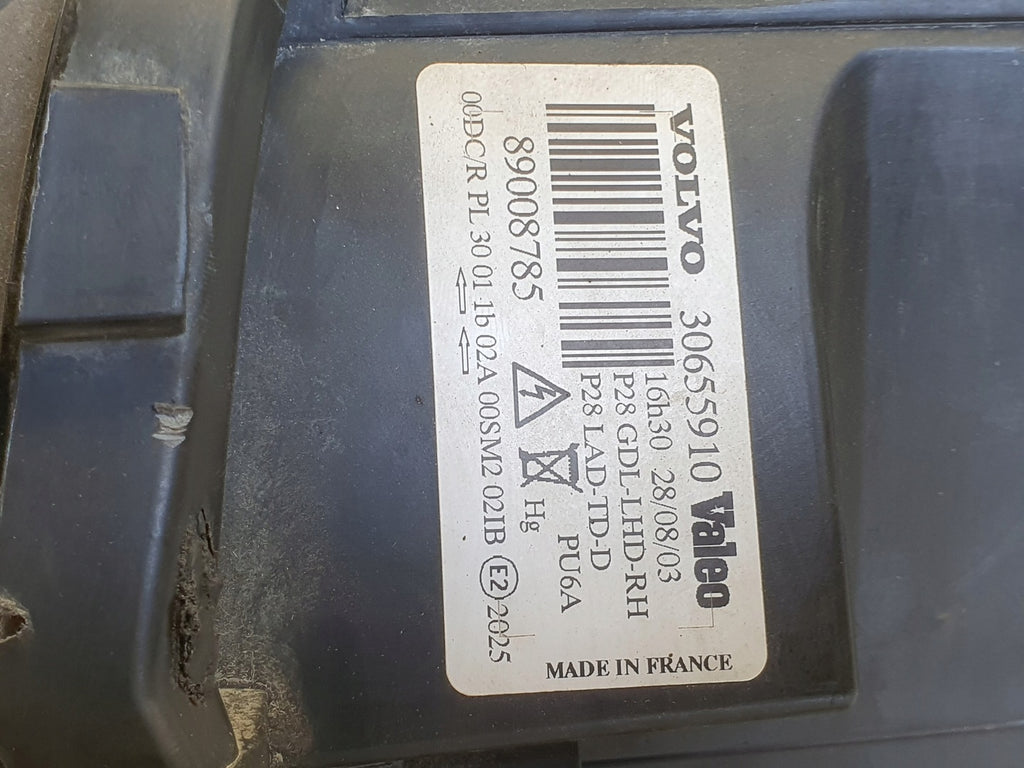 VOLVO 30655910 Valeo
16h30 28/08/03
P28 GDL-LHD-RH
P28 LAD-TD-D
PU6A
89008785
Hg
00DC/R PL 30 01 1b 02A 00SM2 02IB E2 2025
MADE IN FRANCE